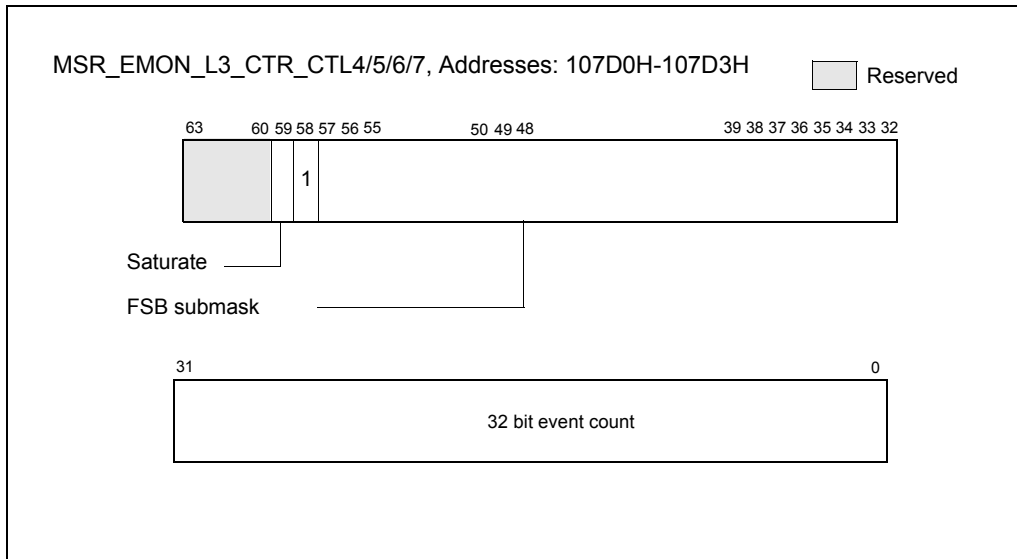 MSR_EMON_L3_CTR_CTL4/5/6/7, Addresses: 107D0H-107D3H
Reserved
63 60 59 58 57 56 55 50 49 48 39 38 37 36 35 34 33 32
1
Saturate
FSB submask
31 0
32 bit event count